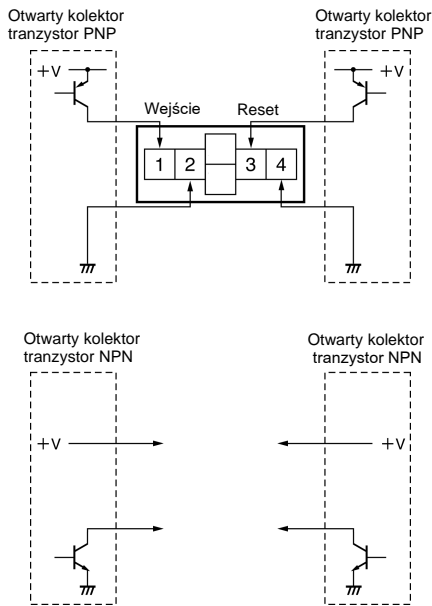 Otwarty kolektor
tranzystor PNP
Otwarty kolektor
tranzystor PNP
+V
+V
Wejście
Reset
1 2 3 4
Otwarty kolektor
tranzystor NPN
Otwarty kolektor
tranzystor NPN
+V
+V